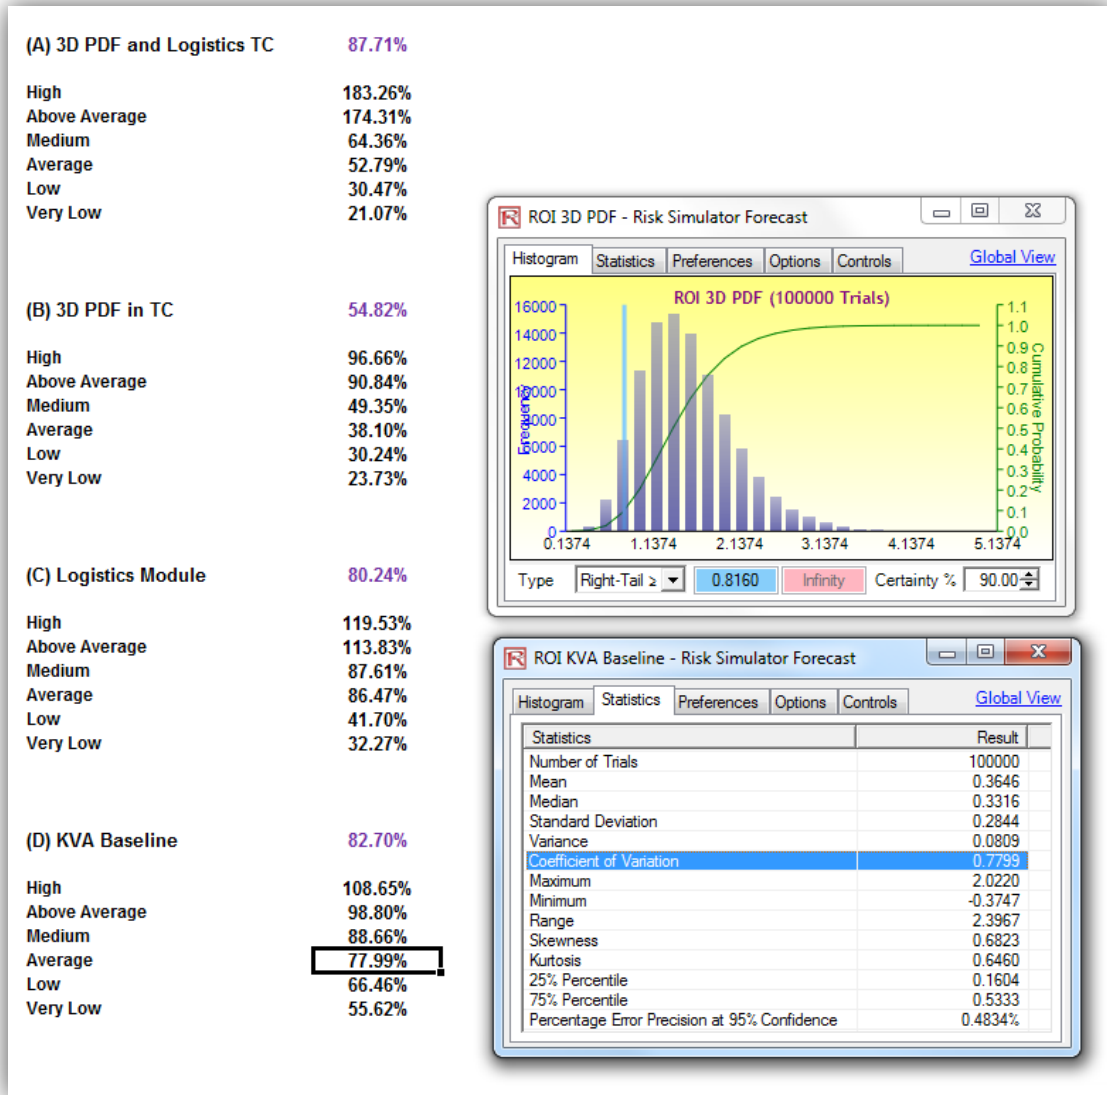 (A) 3D PDF and Logistics TC 87.71%
High 183.26%
Above Average 174.31%
Medium 64.36%
Average 52.79%
Low 30.47%
Very Low 21.07%
(B) 3D PDF in TC 54.82%
High 96.66%
Above Average 90.84%
Medium 49.35%
Average 38.10%
Low 30.24%
Very Low 23.73%
(C) Logistics Module 80.24%
High 119.53%
Above Average 113.83%
Medium 87.61%
Average 86.47%
Low 41.70%
Very Low 32.27%
(D) KVA Baseline 82.70%
High 108.65%
Above Average 98.80%
Medium 88.66%
Average 77.99%
Low 66.46%
Very Low 55.62%
R ROI 3D PDF - Risk Simulator Forecast
Histogram Statistics Preferences Options Controls Global View
ROI 3D PDF (100000 Trials)
Frequency
16000
14000
12000
10000
8000
6000
4000
2000
0
0.1374 1.1374 2.1374 3.1374 4.1374 5.1374
1.1
1.0
0.9
0.8
0.7
0.6
0.5
0.4
0.3
0.2
0.1
0.0
Cumulative Probability
Type Right-Tail ≥ 0.8160 Infinity Certainty % 90.00
R ROI KVA Baseline - Risk Simulator Forecast
Histogram Statistics Preferences Options Controls Global View
Statistics Result
Number of Trials 100000
Mean 0.3646
Median 0.3316
Standard Deviation 0.2844
Variance 0.0809
Coefficient of Variation 0.7799
Maximum 2.0220
Minimum -0.3747
Range 2.3967
Skewness 0.6823
Kurtosis 0.6460
25% Percentile 0.1604
75% Percentile 0.5333
Percentage Error Precision at 95% Confidence 0.4834%